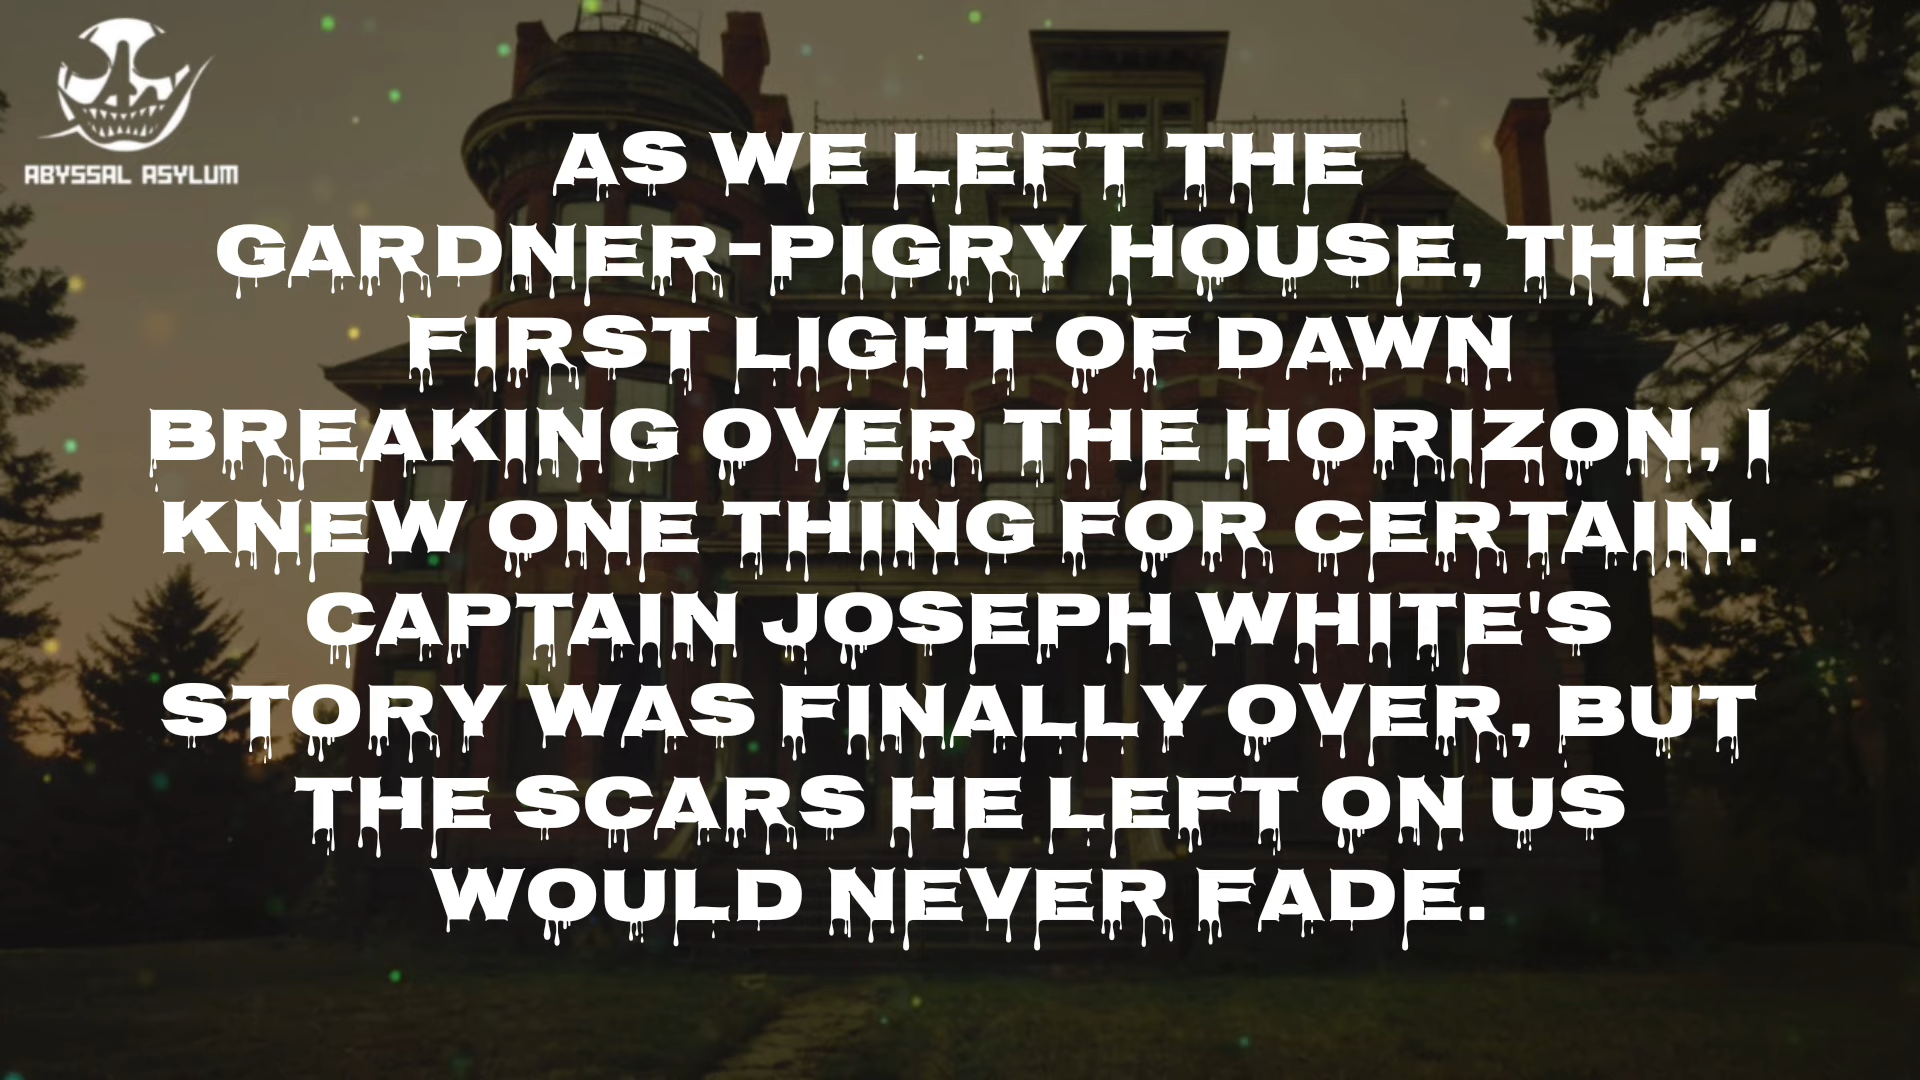 ABYSSAL ASYLUM
AS WE LEFT THE
GARDNER-PIGRY HOUSE, THE
FIRST LIGHT OF DAWN
BREAKING OVER THE HORIZON, I
KNEW ONE THING FOR CERTAIN.
CAPTAIN JOSEPH WHITE'S
STORY WAS FINALLY OVER, BUT
THE SCARS HE LEFT ON US
WOULD NEVER FADE.